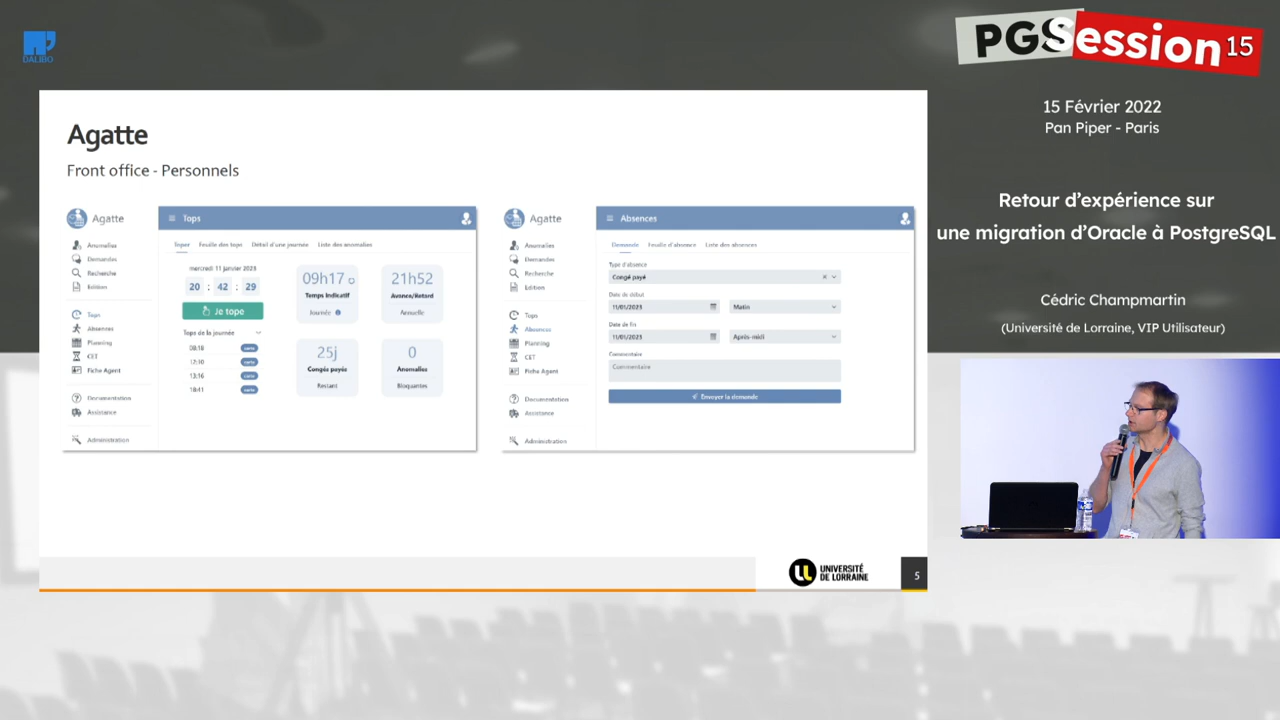 DALIBO
PGSession 15
15 Février 2022
Pan Piper - Paris
Retour d'expérience sur
une migration d'Oracle à PostgreSQL
Cédric Champmartin
(Université de Lorraine, VIP Utilisateur)
Agatte
Front office - Personnels
Agatte
Anomalies
Demandes
Recherche
Edition
Tops
Absences
Planning
CET
Fiche Agent
Documentation
Assistance
Administration
Tops
Toper
Feuille des tops
Détail d'une journée
Liste des anomalies
mercredi 11 janvier 2023
20 : 42 : 29
Je tope
Tops de la journée
08:18
17:10
13:16
18:41
09h17
Temps Indicatif
Journée
21h52
Avance/Retard
Annuelle
25j
Congés payés
Restant
0
Anomalies
Bloquantes
Agatte
Anomalies
Demandes
Recherche
Editions
Tops
Absences
Planning
CET
Fiche Agent
Documentation
Assistance
Administration
Absences
Demande
Feuille d'absence
Liste des absences
Type d'absence
Congé payé
Date de début
11/01/2023
Matin
Date de fin
11/01/2023
Après-midi
Commentaire
Commentaire
Envoyer la demande
UNIVERSITÉ
DE LORRAINE
5